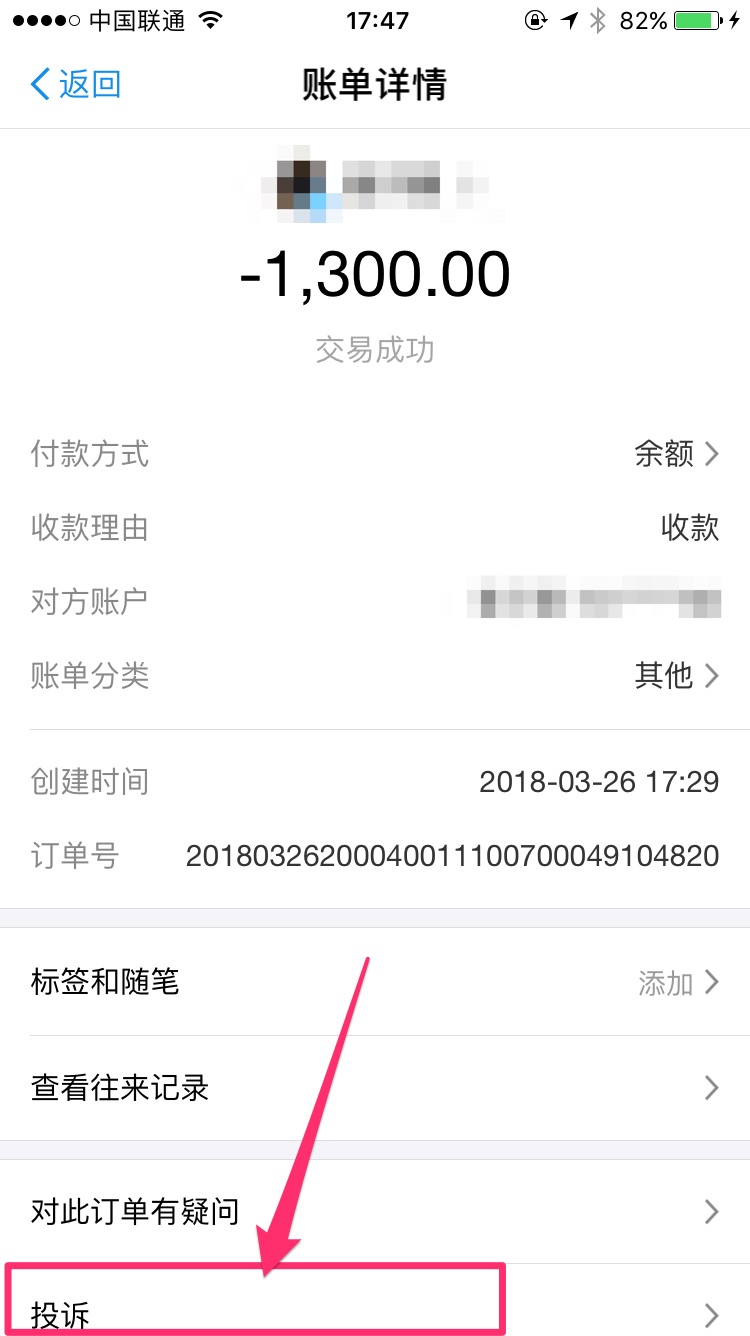 中国联通 17:47 82%
返回 账单详情
-1,300.00
交易成功
付款方式 余额
收款理由 收款
对方账户
账单分类 其他
创建时间 2018-03-26 17:29
订单号 20180326200040011100700049104820
标签和随笔 添加
查看往来记录
对此订单有疑问
投诉